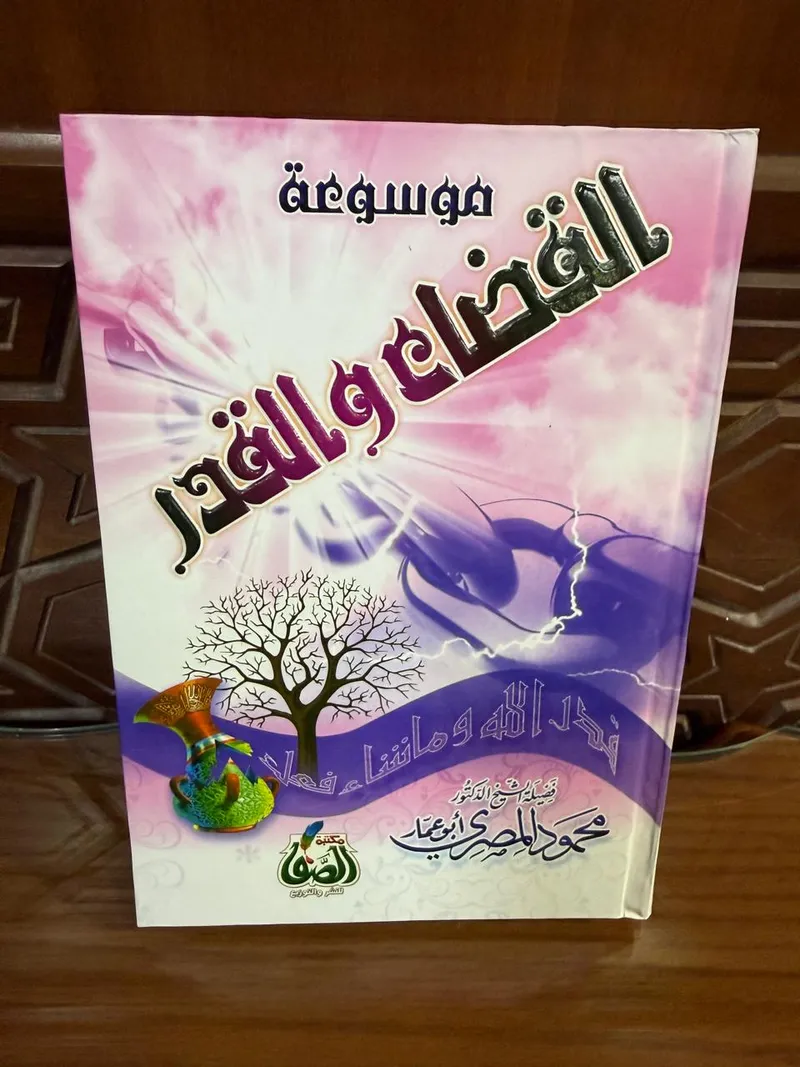 موسوعة
القضاء والقدر
قدر الله وما شاء فعل
فضيلة الشيخ الدكتور
محمود المصري أبو عمار
مكتبة
الصفا
للنشر والتوزيع